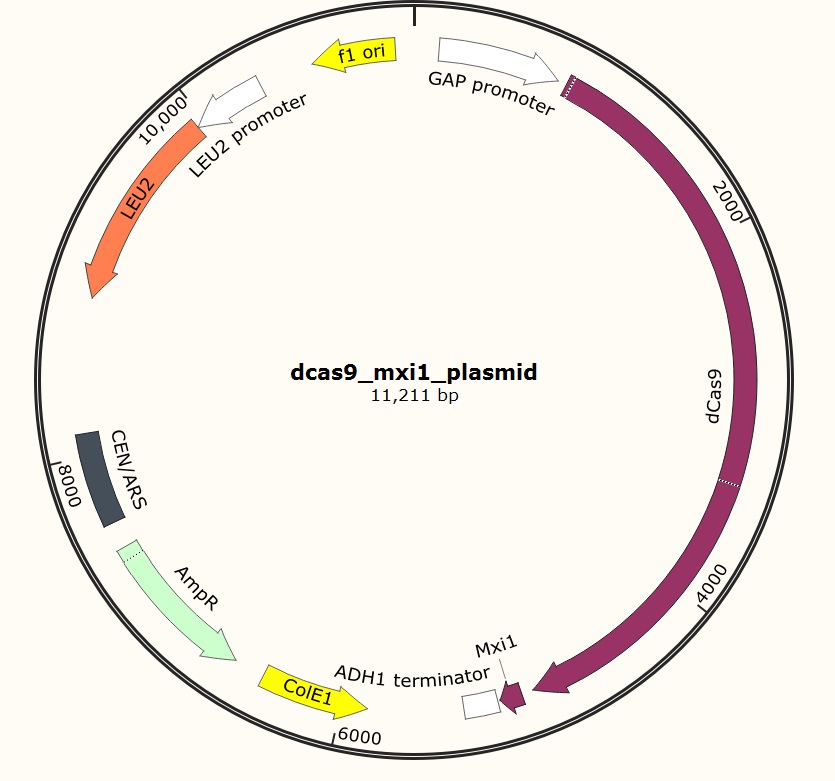 f1 ori
GAP promoter
LEU2 promoter
10,000
LEU2
2000
dcas9_mxi1_plasmid
11,211 bp
dCas9
CEN/ARS
8000
4000
AmpR
Mxi1
ADH1 terminator
ColE1
6000